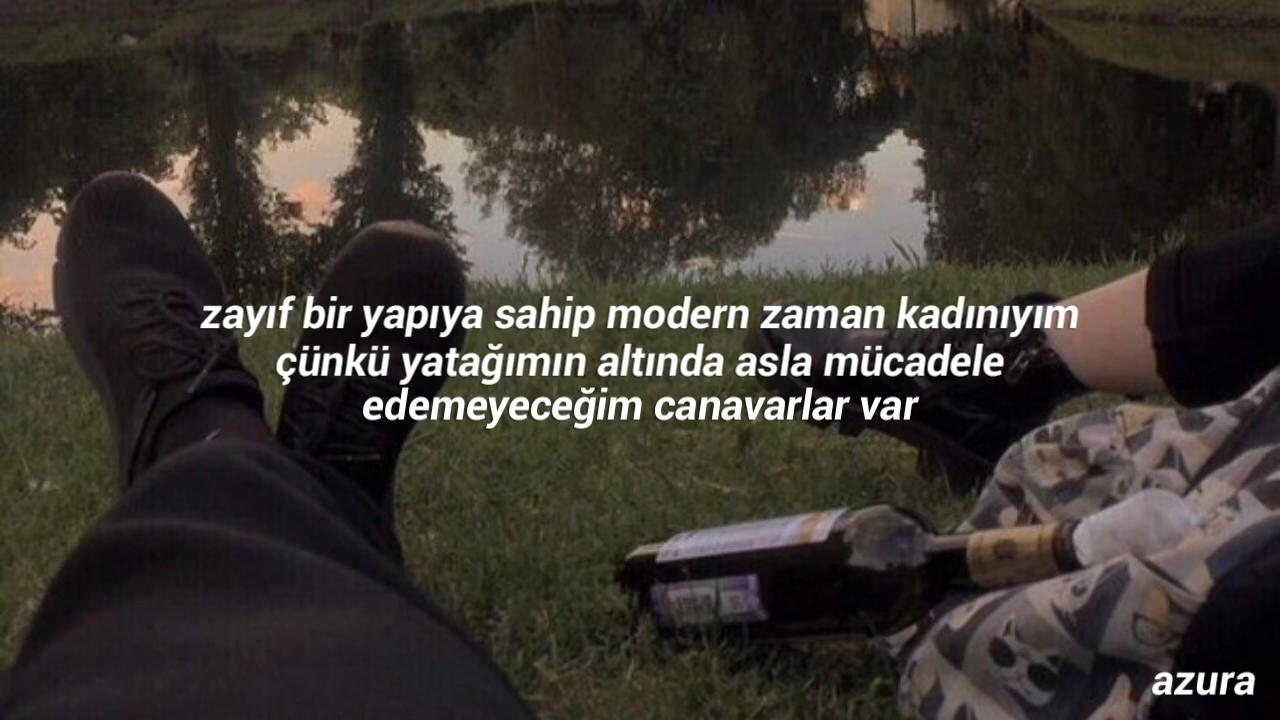 zayıf bir yapıya sahip modern zaman kadınıyım
çünkü yatağımın altında asla mücadele
edemeyeceğim canavarlar var
azura